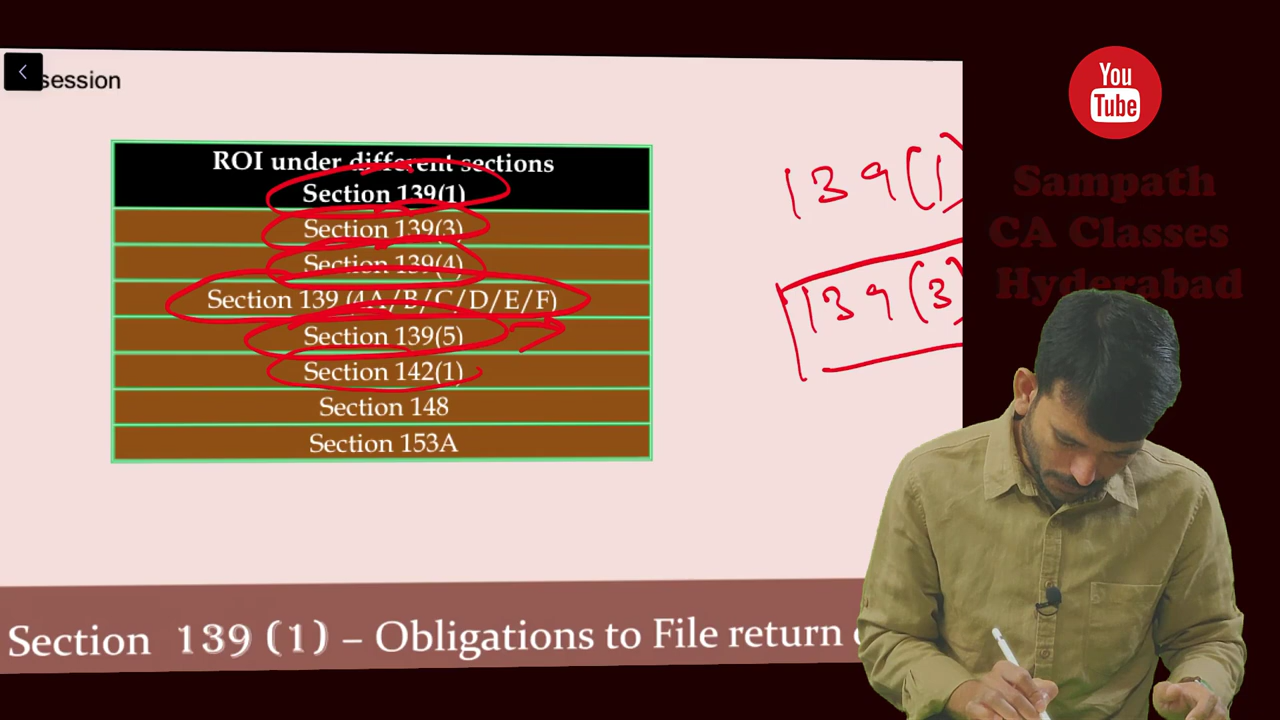 session
ROI under different sections
Section 139(1)
Section 139(3)
Section 139(4)
Section 139 (4A/B/C/D/E/F)
Section 139(5)
Section 142(1)
Section 148
Section 153A
139(1)
139(3)
Section 139 (1) – Obligations to File return
You
Tube
Sampath
CA Classes
Hyderabad